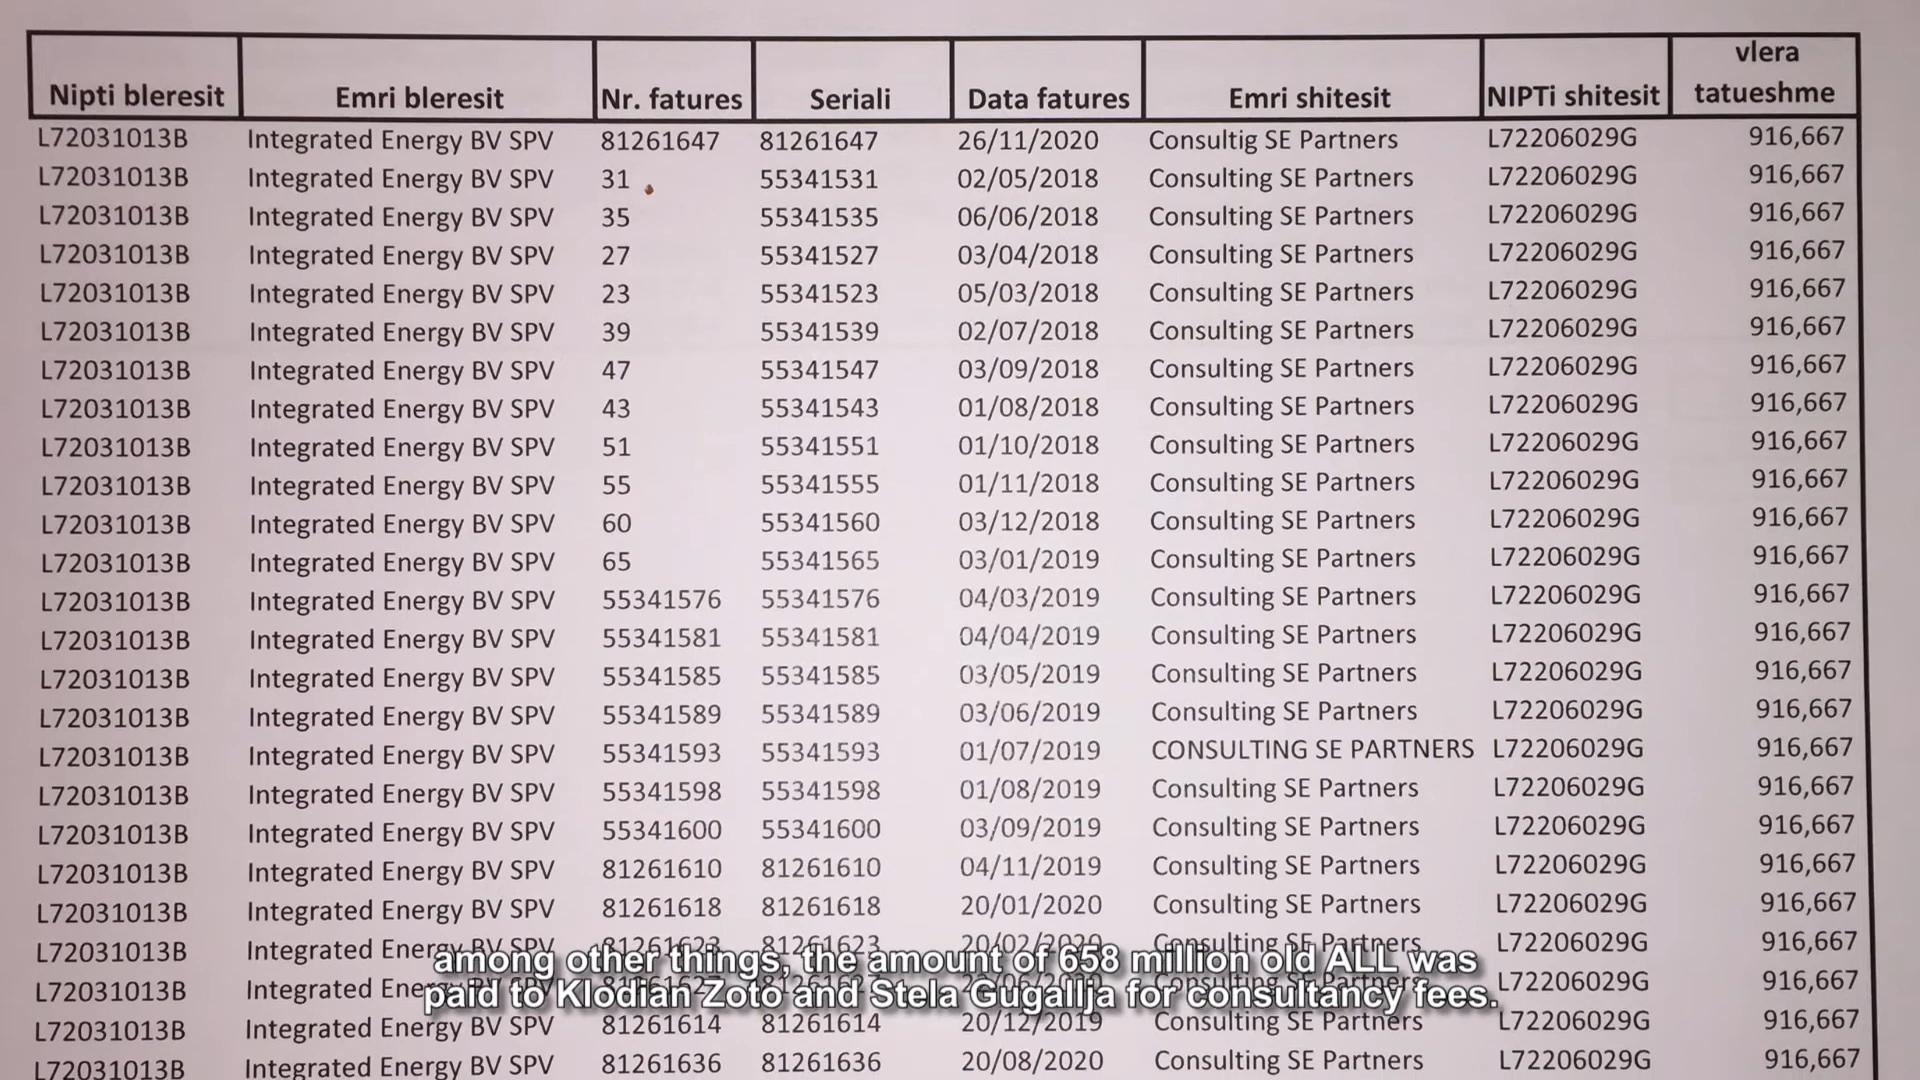 Nipti bleresit Emri bleresit Nr. fatures Seriali Data fatures Emri shitesit NIPTi shitesit vlera tatueshme
L72031013B Integrated Energy BV SPV 81261647 81261647 26/11/2020 Consultig SE Partners L72206029G 916,667
L72031013B Integrated Energy BV SPV 31 55341531 02/05/2018 Consulting SE Partners L72206029G 916,667
L72031013B Integrated Energy BV SPV 35 55341535 06/06/2018 Consulting SE Partners L72206029G 916,667
L72031013B Integrated Energy BV SPV 27 55341527 03/04/2018 Consulting SE Partners L72206029G 916,667
L72031013B Integrated Energy BV SPV 23 55341523 05/03/2018 Consulting SE Partners L72206029G 916,667
L72031013B Integrated Energy BV SPV 39 55341539 02/07/2018 Consulting SE Partners L72206029G 916,667
L72031013B Integrated Energy BV SPV 47 55341547 03/09/2018 Consulting SE Partners L72206029G 916,667
L72031013B Integrated Energy BV SPV 43 55341543 01/08/2018 Consulting SE Partners L72206029G 916,667
L72031013B Integrated Energy BV SPV 51 55341551 01/10/2018 Consulting SE Partners L72206029G 916,667
L72031013B Integrated Energy BV SPV 55 55341555 01/11/2018 Consulting SE Partners L72206029G 916,667
L72031013B Integrated Energy BV SPV 60 55341560 03/12/2018 Consulting SE Partners L72206029G 916,667
L72031013B Integrated Energy BV SPV 65 55341565 03/01/2019 Consulting SE Partners L72206029G 916,667
L72031013B Integrated Energy BV SPV 55341576 55341576 04/03/2019 Consulting SE Partners L72206029G 916,667
L72031013B Integrated Energy BV SPV 55341581 55341581 04/04/2019 Consulting SE Partners L72206029G 916,667
L72031013B Integrated Energy BV SPV 55341585 55341585 03/05/2019 Consulting SE Partners L72206029G 916,667
L72031013B Integrated Energy BV SPV 55341589 55341589 03/06/2019 Consulting SE Partners L72206029G 916,667
L72031013B Integrated Energy BV SPV 55341593 55341593 01/07/2019 CONSULTING SE PARTNERS L72206029G 916,667
L72031013B Integrated Energy BV SPV 55341598 55341598 01/08/2019 Consulting SE Partners L72206029G 916,667
L72031013B Integrated Energy BV SPV 55341600 55341600 03/09/2019 Consulting SE Partners L72206029G 916,667
L72031013B Integrated Energy BV SPV 81261610 81261610 04/11/2019 Consulting SE Partners L72206029G 916,667
L72031013B Integrated Energy BV SPV 81261618 81261618 20/01/2020 Consulting SE Partners L72206029G 916,667
L72031013B Integrated Energy BV SPV 81261623 81261623 20/02/2020 Consulting SE Partners L72206029G 916,667
among other things, the amount of 658 million old ALL was
L72031013B Integrated L72206029G 916,667
paid to Klodian Zoto and Stela Gugallja for consultancy fees.
L72031013B Integrated Energy BV SPV 81261614 81261614 20/12/2019 Consulting SE Partners L72206029G 916,667
L72031013B Integrated Energy BV SPV 81261636 81261636 20/08/2020 Consulting SE Partners L72206029G 916,667